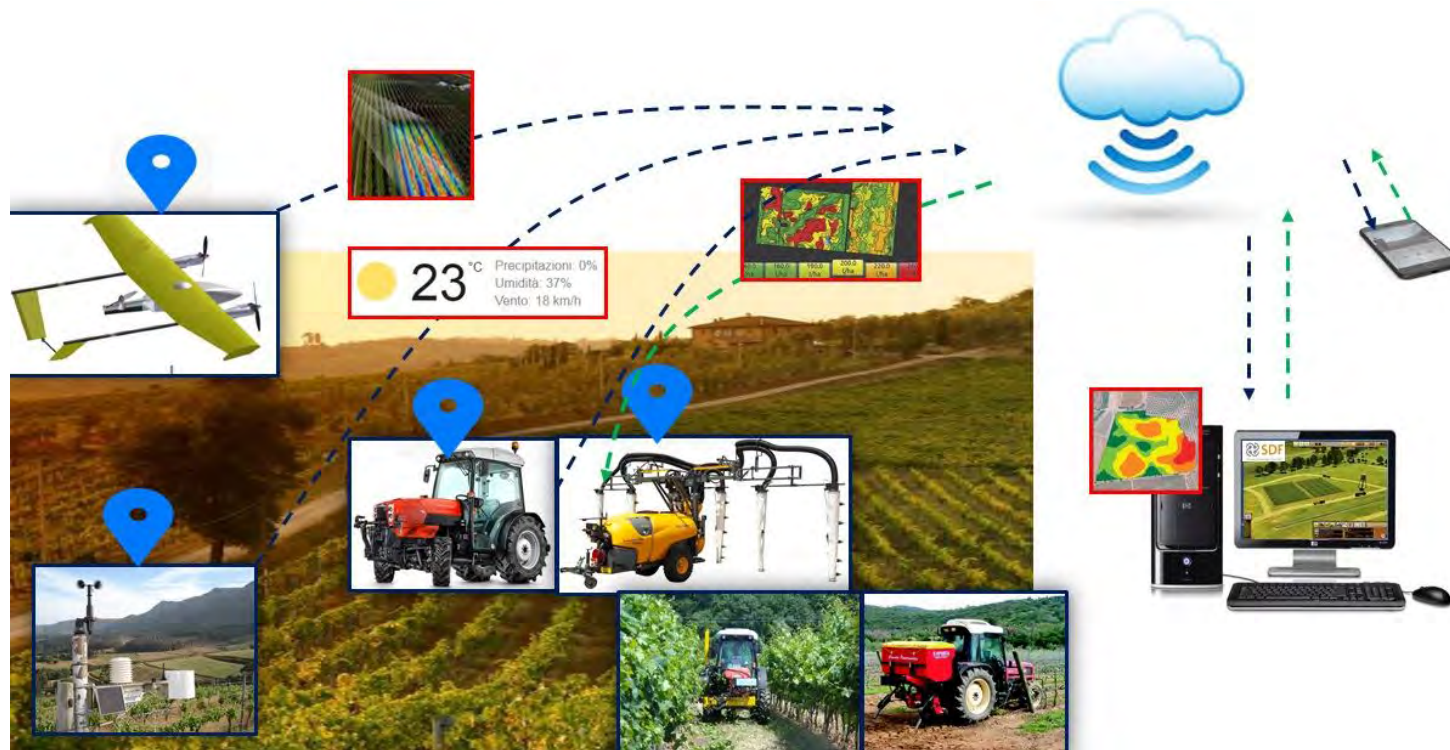 23 °C
Precipitazioni: 0%
Umidità: 37%
Vento: 18 km/h
160.0 180.0 200.0 220.0
l/ha l/ha l/ha l/ha
SDF